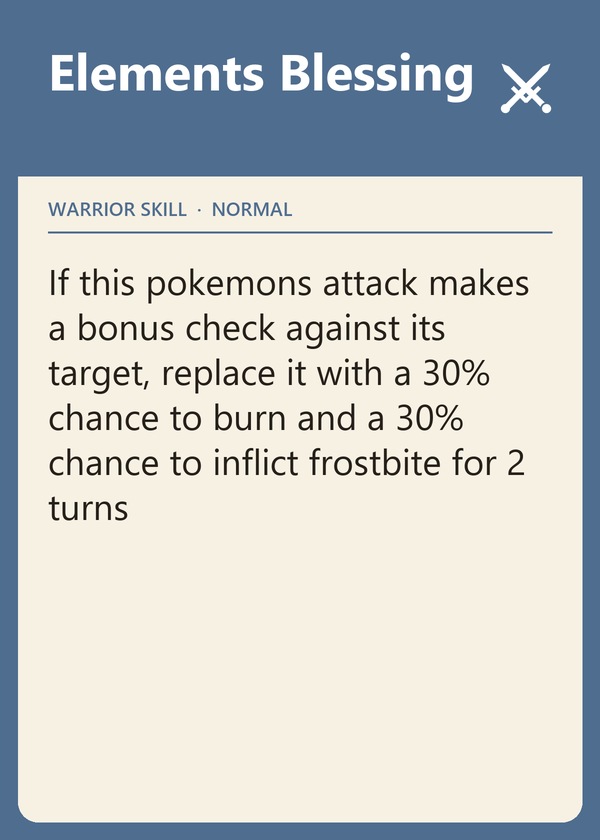 Elements Blessing
WARRIOR SKILL · NORMAL
If this pokemons attack makes
a bonus check against its
target, replace it with a 30%
chance to burn and a 30%
chance to inflict frostbite for 2
turns